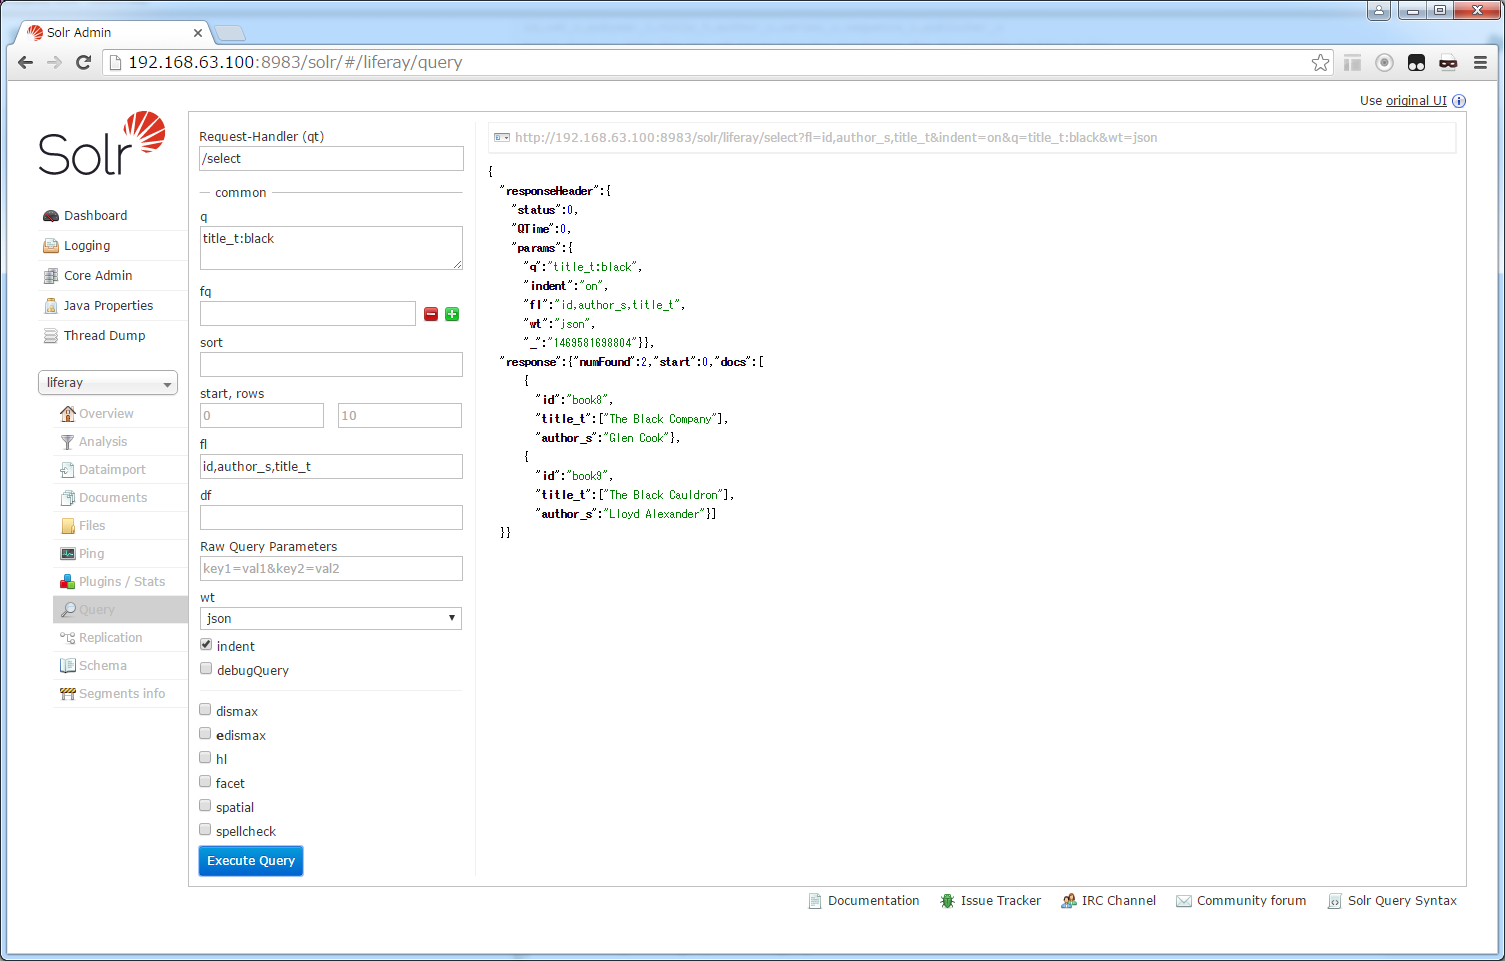 Solr Admin
192.168.63.100:8983/solr/#/liferay/query
Use original UI
Solr
Dashboard
Logging
Core Admin
Java Properties
Thread Dump
liferay
Overview
Analysis
Dataimport
Documents
Files
Ping
Plugins / Stats
Query
Replication
Schema
Segments info
Request-Handler (qt)
/select
common
q
title_t:black
fq
sort
start, rows
0 10
fl
id,author_s,title_t
df
Raw Query Parameters
key1=val1&key2=val2
wt
json
indent
debugQuery
dismax
edismax
hl
facet
spatial
spellcheck
Execute Query
http://192.168.63.100:8983/solr/liferay/select?fl=id,author_s,title_t&indent=on&q=title_t:black&wt=json
{
"responseHeader":{
"status":0,
"QTime":0,
"params":{
"q":"title_t:black",
"indent":"on",
"fl":"id,author_s,title_t",
"wt":"json",
"_":"1469581698804"}},
"response":{"numFound":2,"start":0,"docs":[
{
"id":"book8",
"title_t":["The Black Company"],
"author_s":"Glen Cook"},
{
"id":"book9",
"title_t":["The Black Cauldron"],
"author_s":"Lloyd Alexander"}]
}}
Documentation Issue Tracker IRC Channel Community forum Solr Query Syntax